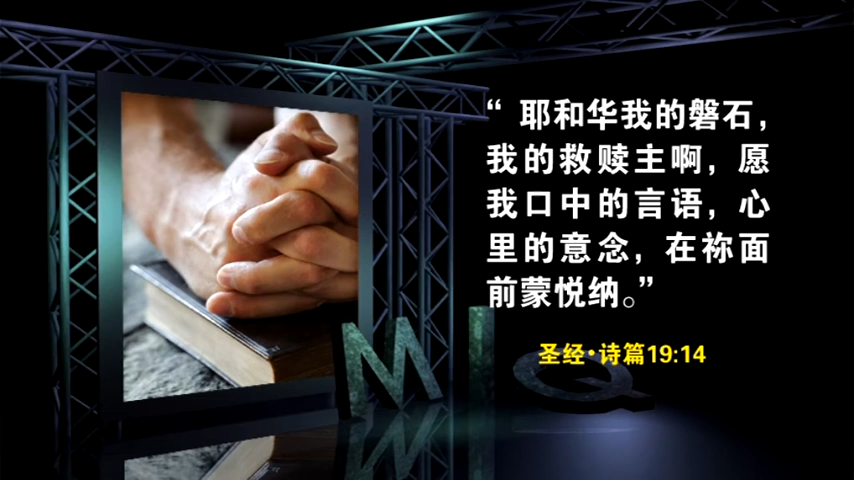 “耶和华我的磐石，
我的救赎主啊，愿
我口中的言语，心
里的意念，在祢面
前蒙悦纳。”
圣经·诗篇19:14
M I Q